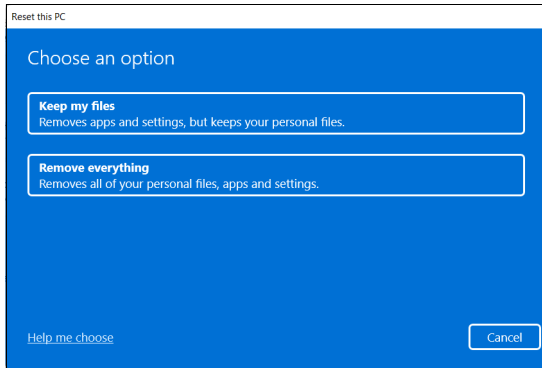 Reset this PC
Choose an option
Keep my files
Removes apps and settings, but keeps your personal files.
Remove everything
Removes all of your personal files, apps and settings.
Help me choose
Cancel